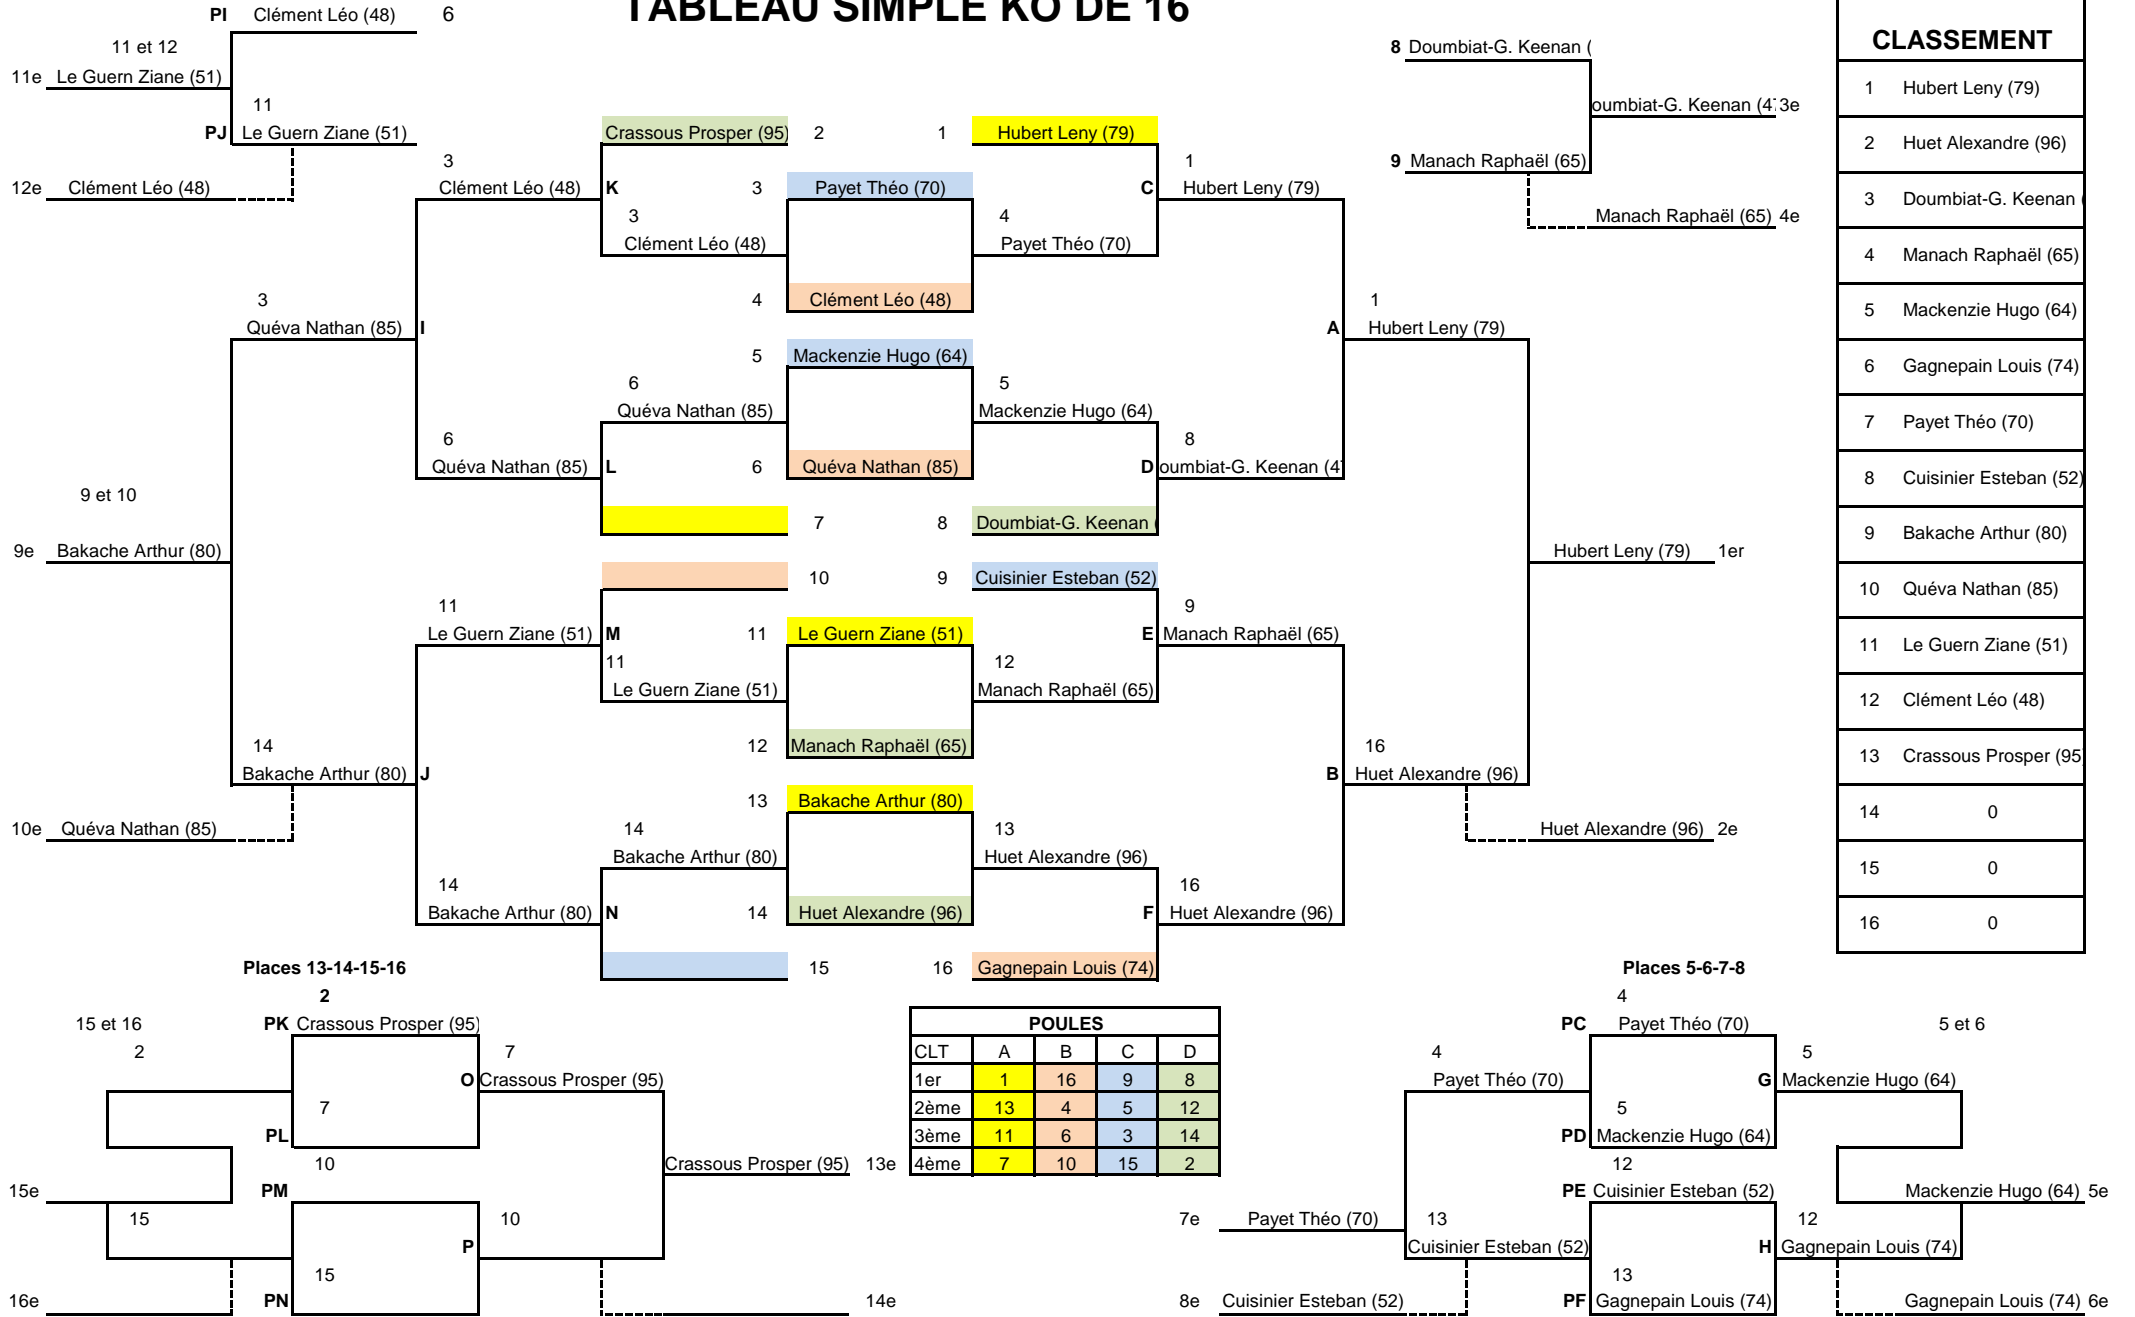 TABLEAU SIMPLE KO DE 16
PI Clément Léo (48) 6
11 et 12
11e Le Guern Ziane (51)
11
PJ Le Guern Ziane (51)
12e Clément Léo (48)
8 Doumbiat-G. Keenan (
oumbiat-G. Keenan (47 3e
9 Manach Raphaël (65)
Manach Raphaël (65) 4e
CLASSEMENT
1 Hubert Leny (79)
2 Huet Alexandre (96)
3 Doumbiat-G. Keenan (
4 Manach Raphaël (65)
5 Mackenzie Hugo (64)
6 Gagnepain Louis (74)
7 Payet Théo (70)
8 Cuisinier Esteban (52)
9 Bakache Arthur (80)
10 Quéva Nathan (85)
11 Le Guern Ziane (51)
12 Clément Léo (48)
13 Crassous Prosper (95
14 0
15 0
16 0
Crassous Prosper (95) 2 1 Hubert Leny (79)
3 1
Clément Léo (48) K 3 Payet Théo (70) C Hubert Leny (79)
3 4
Clément Léo (48) Payet Théo (70)
3 4 Clément Léo (48) 1
Quéva Nathan (85) I A Hubert Leny (79)
5 Mackenzie Hugo (64)
6 5
Quéva Nathan (85) Mackenzie Hugo (64)
6 8
Quéva Nathan (85) L 6 Quéva Nathan (85) D oumbiat-G. Keenan (47
9 et 10
7 8 Doumbiat-G. Keenan (
9e Bakache Arthur (80) Hubert Leny (79) 1er
10 9 Cuisinier Esteban (52)
11 9
Le Guern Ziane (51) M 11 Le Guern Ziane (51) E Manach Raphaël (65)
11 12
Le Guern Ziane (51) Manach Raphaël (65)
14 12 Manach Raphaël (65) 16
Bakache Arthur (80) J B Huet Alexandre (96)
13 Bakache Arthur (80)
10e Quéva Nathan (85) 14 13 Huet Alexandre (96) 2e
Bakache Arthur (80) Huet Alexandre (96)
14 16
Bakache Arthur (80) N 14 Huet Alexandre (96) F Huet Alexandre (96)
15 16 Gagnepain Louis (74)
Places 13-14-15-16
2
15 et 16 PK Crassous Prosper (95)
2 7
O Crassous Prosper (95)
7
PL
10
Crassous Prosper (95) 13e
15e PM
15 10
P
15
16e PN 14e
POULES
CLT A B C D
1er 1 16 9 8
2ème 13 4 5 12
3ème 11 6 3 14
4ème 7 10 15 2
Places 5-6-7-8
4
PC Payet Théo (70) 5 et 6
4 5
Payet Théo (70) G Mackenzie Hugo (64)
5
PD Mackenzie Hugo (64)
12
PE Cuisinier Esteban (52) Mackenzie Hugo (64) 5e
7e Payet Théo (70) 13 12
Cuisinier Esteban (52) H Gagnepain Louis (74)
13
8e Cuisinier Esteban (52) PF Gagnepain Louis (74) Gagnepain Louis (74) 6e